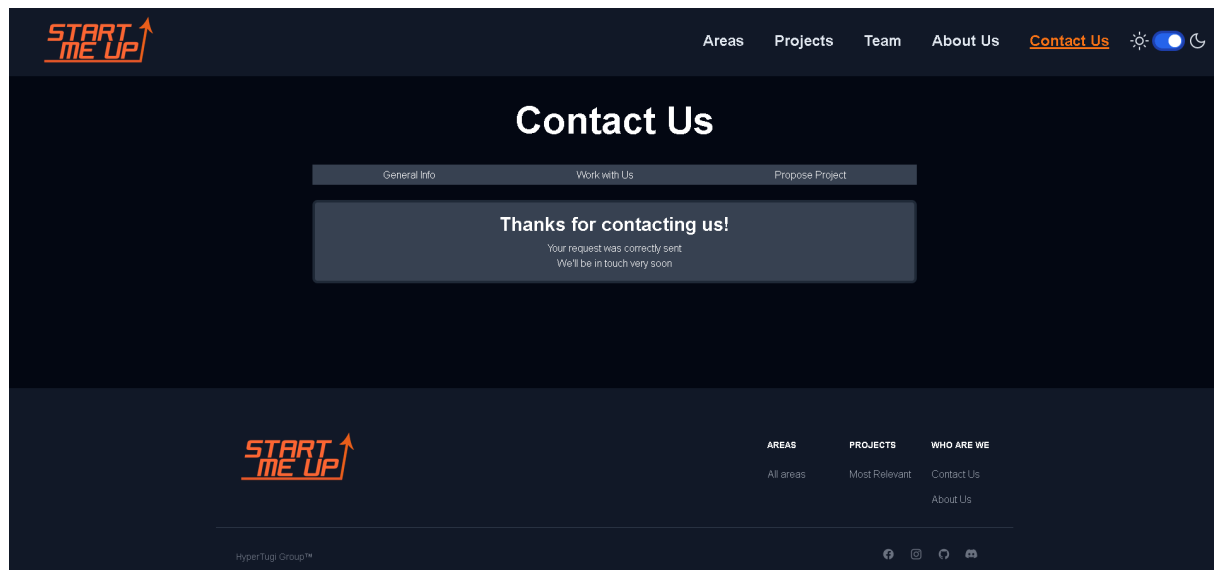 START ME UP
Areas Projects Team About Us Contact Us
Contact Us
General Info Work with Us Propose Project
Thanks for contacting us!
Your request was correctly sent
We'll be in touch very soon
START ME UP
AREAS PROJECTS WHO ARE WE
All areas Most Relevant Contact Us
About Us
HyperTugi Group™